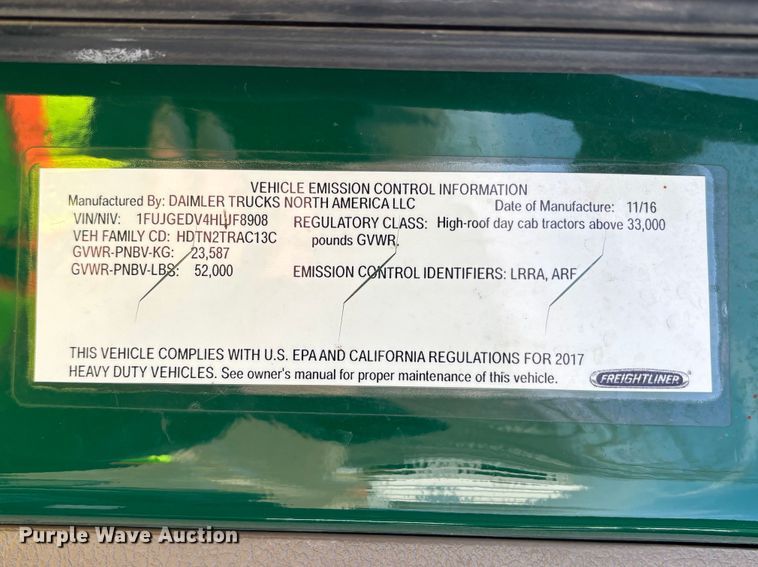 VEHICLE EMISSION CONTROL INFORMATION
Manufactured By: DAIMLER TRUCKS NORTH AMERICA LLC Date of Manufacture: 11/16
VIN/NIV: 1FUJGEDV4HLJF8908 REGULATORY CLASS: High-roof day cab tractors above 33,000
VEH FAMILY CD: HDTN2TRAC13C pounds GVWR.
GVWR-PNBV-KG: 23,587
GVWR-PNBV-LBS: 52,000 EMISSION CONTROL IDENTIFIERS: LRRA, ARF
THIS VEHICLE COMPLIES WITH U.S. EPA AND CALIFORNIA REGULATIONS FOR 2017
HEAVY DUTY VEHICLES. See owner's manual for proper maintenance of this vehicle.
FREIGHTLINER
Purple Wave Auction